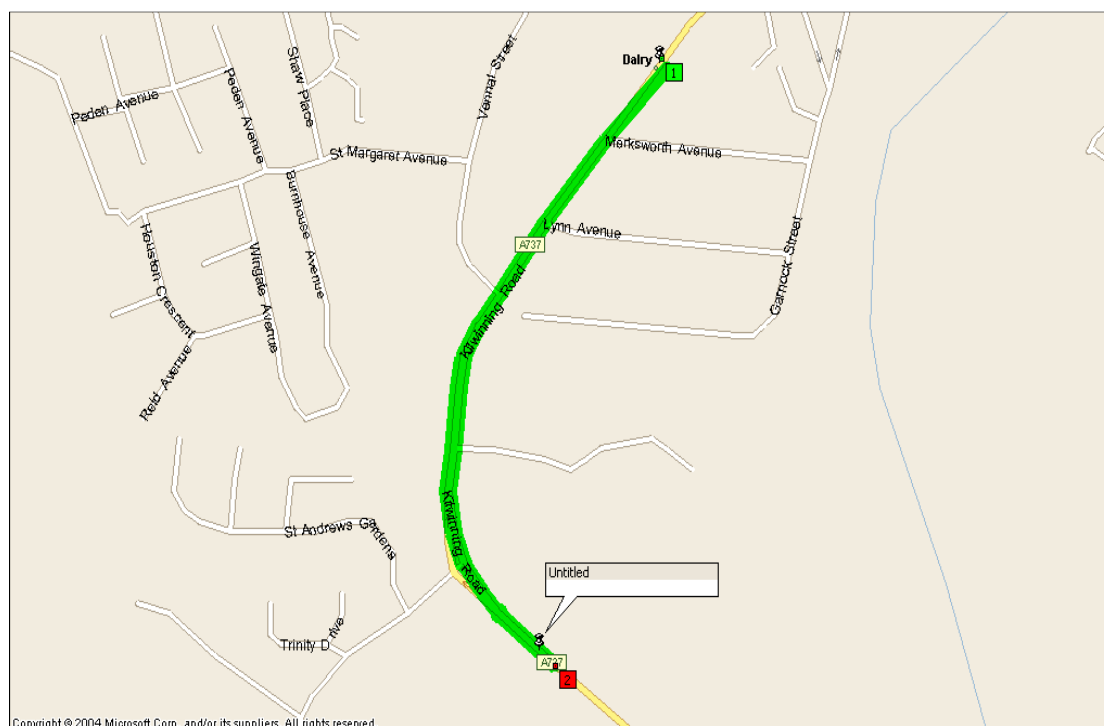 Dalry
1
Vennal Street
Shaw Place
Peden Avenue
Peden Avenue
Merksworth Avenue
St Margaret Avenue
Burnhouse Avenue
Lynn Avenue
A737
Garnock Street
Houston Crescent
Wingate Avenue
Kilwinning Road
Reid Avenue
Kilwinning Road
St Andrews Gardens
Untitled
Trinity Drive
A737
2
Copyright © 2004 Microsoft Corp. and/or its suppliers. All rights reserved.